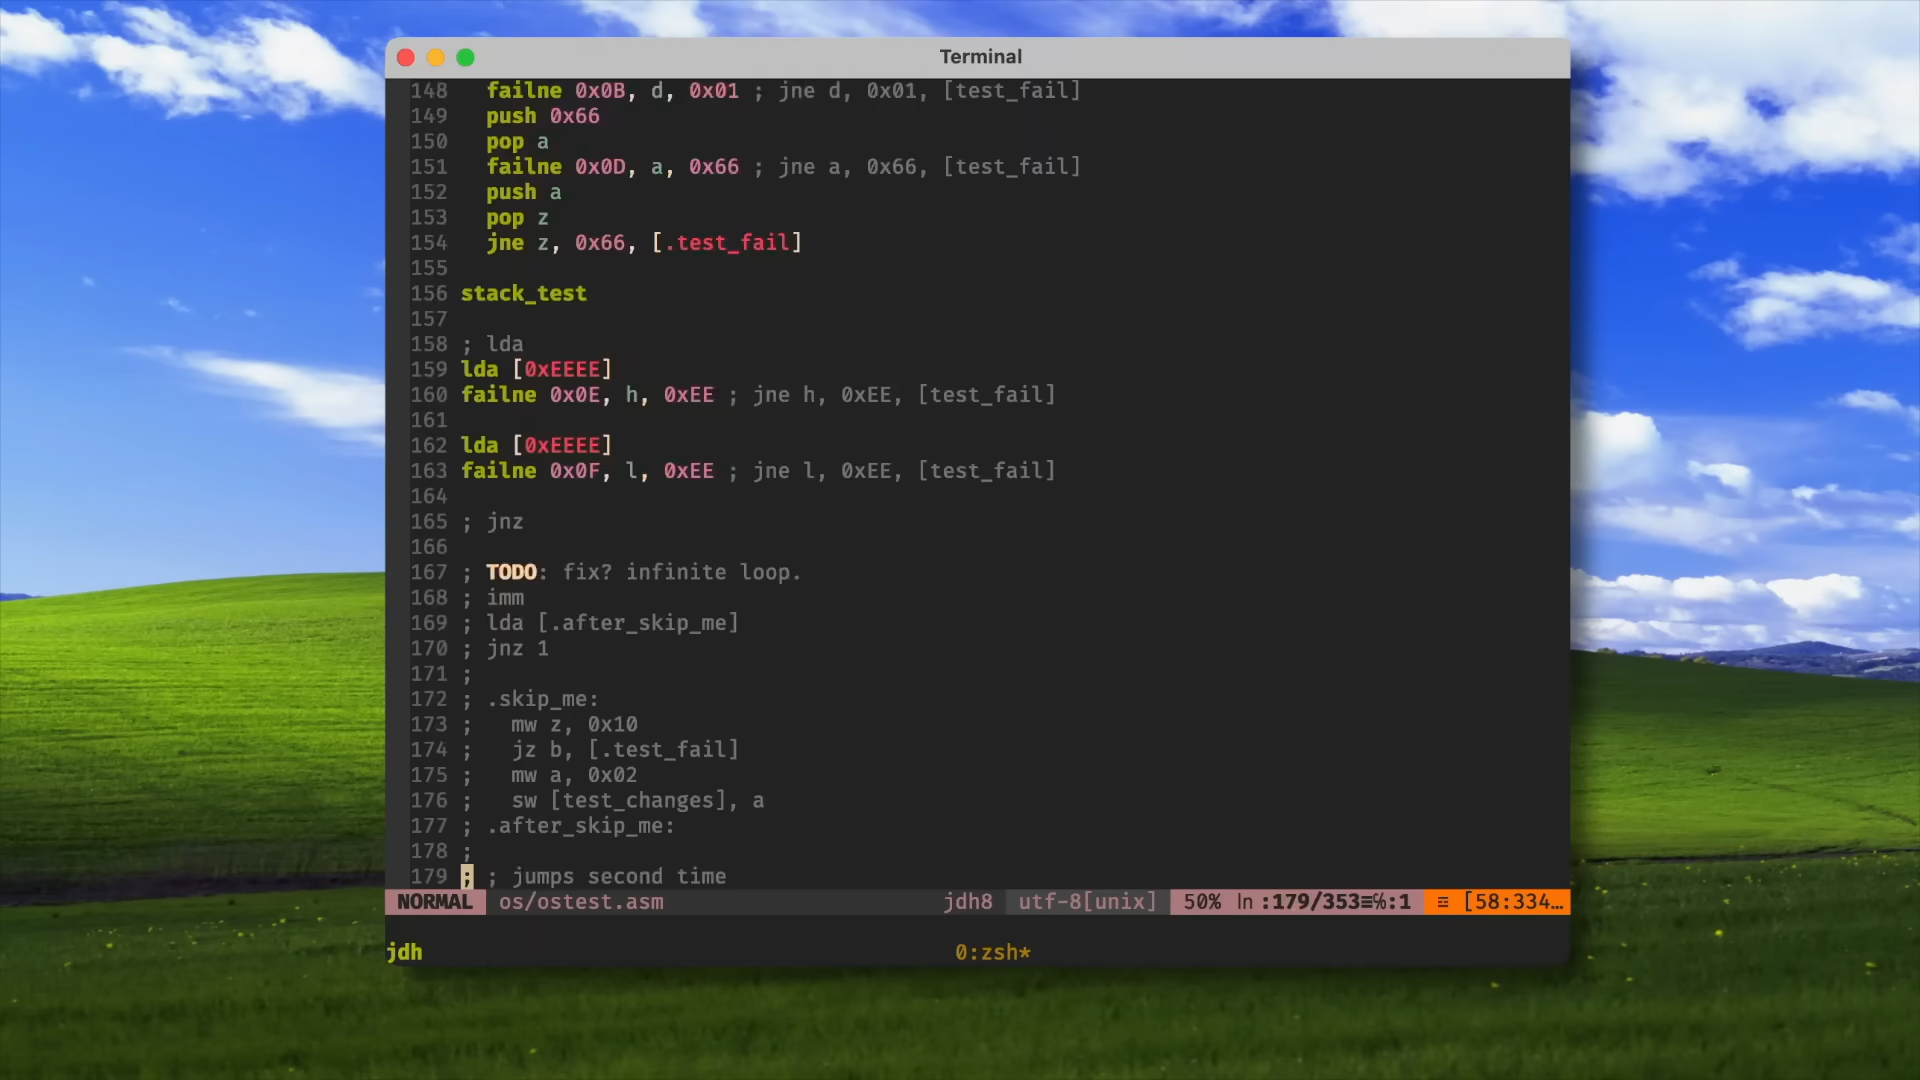 Terminal
148 failne 0x0B, d, 0x01 ; jne d, 0x01, [test_fail]
149 push 0x66
150 pop a
151 failne 0x0D, a, 0x66 ; jne a, 0x66, [test_fail]
152 push a
153 pop z
154 jne z, 0x66, [.test_fail]
155
156 stack_test
157
158 ; lda
159 lda [0xEEEE]
160 failne 0x0E, h, 0xEE ; jne h, 0xEE, [test_fail]
161
162 lda [0xEEEE]
163 failne 0x0F, l, 0xEE ; jne l, 0xEE, [test_fail]
164
165 ; jnz
166
167 ; TODO: fix? infinite loop.
168 ; imm
169 ; lda [.after_skip_me]
170 ; jnz 1
171 ;
172 ; .skip_me:
173 ;   mw z, 0x10
174 ;   jz b, [.test_fail]
175 ;   mw a, 0x02
176 ;   sw [test_changes], a
177 ; .after_skip_me:
178 ;
179 ; ; jumps second time
NORMAL os/ostest.asm jdh8 utf-8[unix] 50% ln :179/353≡℅:1 ≡ [58:334…
jdh 0:zsh*